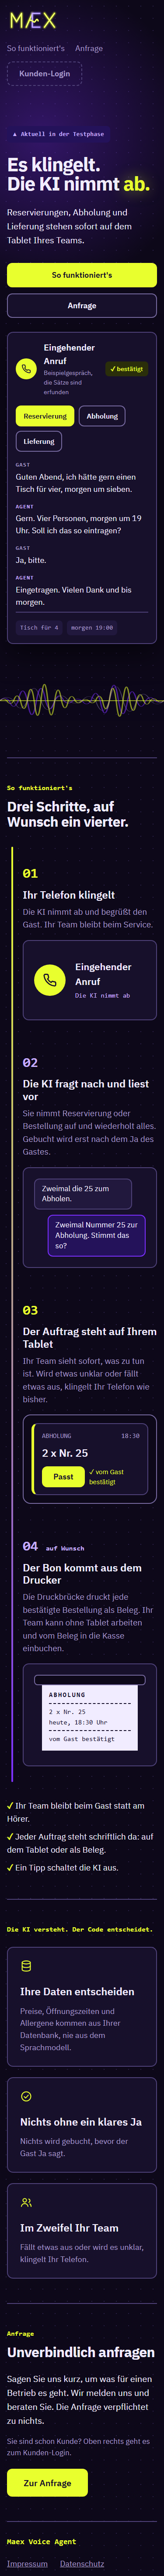 MÆX
So funktioniert's Anfrage
Kunden-Login
▲ Aktuell in der Testphase
Es klingelt.
Die KI nimmt ab.
Reservierungen, Abholung und
Lieferung stehen sofort auf dem
Tablet Ihres Teams.
So funktioniert's
Anfrage
Eingehender
Anruf
Beispielgespräch,
die Sätze sind
erfunden
✓ bestätigt
Reservierung Abholung
Lieferung
GAST
Guten Abend, ich hätte gern einen
Tisch für vier, morgen um sieben.
AGENT
Gern. Vier Personen, morgen um 19
Uhr. Soll ich das so eintragen?
GAST
Ja, bitte.
AGENT
Eingetragen. Vielen Dank und bis
morgen.
Tisch für 4 morgen 19:00
So funktioniert's
Drei Schritte, auf
Wunsch ein vierter.
01
Ihr Telefon klingelt
Die KI nimmt ab und begrüßt den
Gast. Ihr Team bleibt beim Service.
Eingehender
Anruf
Die KI nimmt ab
02
Die KI fragt nach und liest
vor
Sie nimmt Reservierung oder
Bestellung auf und wiederholt alles.
Gebucht wird erst nach dem Ja des
Gastes.
Zweimal die 25 zum
Abholen.
Zweimal Nummer 25 zur
Abholung. Stimmt das
so?
03
Der Auftrag steht auf Ihrem
Tablet
Ihr Team sieht sofort, was zu tun
ist. Wird etwas unklar oder fällt
etwas aus, klingelt Ihr Telefon wie
bisher.
ABHOLUNG 18:30
2 x Nr. 25
Passt
✓ vom Gast
bestätigt
04 auf Wunsch
Der Bon kommt aus dem
Drucker
Die Druckbrücke druckt jede
bestätigte Bestellung als Beleg. Ihr
Team kann ohne Tablet arbeiten
und vom Beleg in die Kasse
einbuchen.
ABHOLUNG
2 x Nr. 25
heute, 18:30 Uhr
vom Gast bestätigt
✓ Ihr Team bleibt beim Gast statt am
Hörer.
✓ Jeder Auftrag steht schriftlich da: auf
dem Tablet oder als Beleg.
✓ Ein Tipp schaltet die KI aus.
Die KI versteht. Der Code entscheidet.
Ihre Daten entscheiden
Preise, Öffnungszeiten und
Allergene kommen aus Ihrer
Datenbank, nie aus dem
Sprachmodell.
Nichts ohne ein klares Ja
Nichts wird gebucht, bevor der
Gast Ja sagt.
Im Zweifel Ihr Team
Fällt etwas aus oder wird es unklar,
klingelt Ihr Telefon.
Anfrage
Unverbindlich anfragen
Sagen Sie uns kurz, um was für einen
Betrieb es geht. Wir melden uns und
beraten Sie. Die Anfrage verpflichtet
zu nichts.
Sie sind schon Kunde? Oben rechts geht es
zum Kunden-Login.
Zur Anfrage
Maex Voice Agent
Impressum Datenschutz